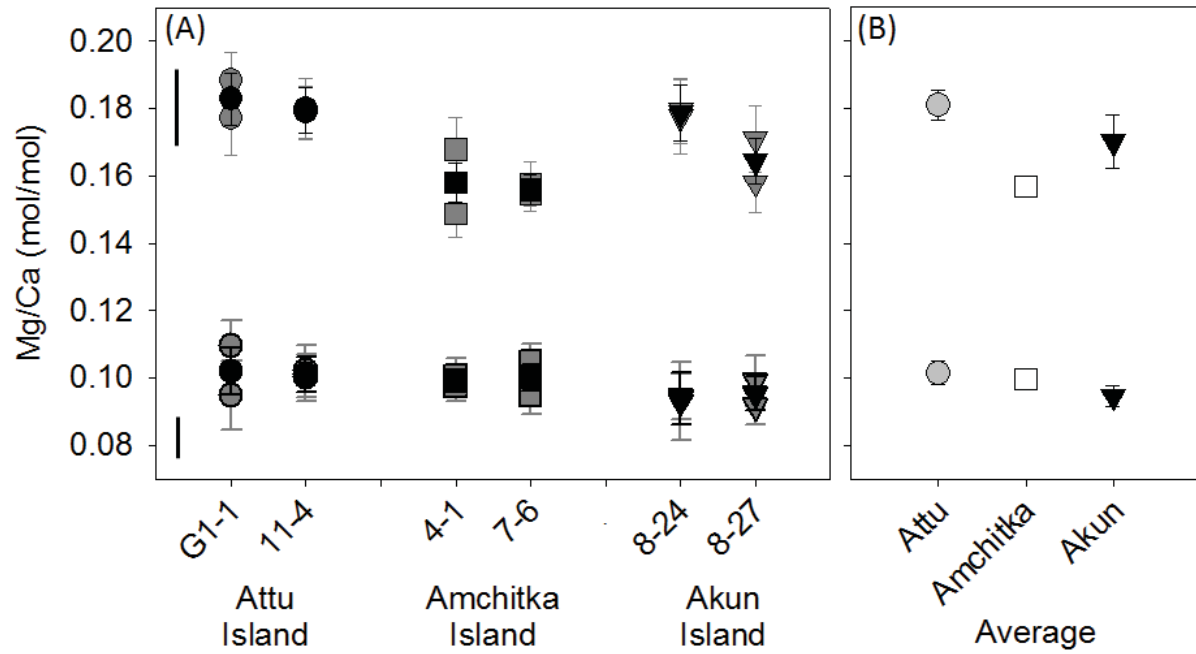 (A)
(B)
Mg/Ca (mol/mol)
0.20
0.18
0.16
0.14
0.12
0.10
0.08
G1-1
11-4
4-1
7-6
8-24
8-27
Attu
Island
Amchitka
Island
Akun
Island
Attu
Amchitka
Akun
Average